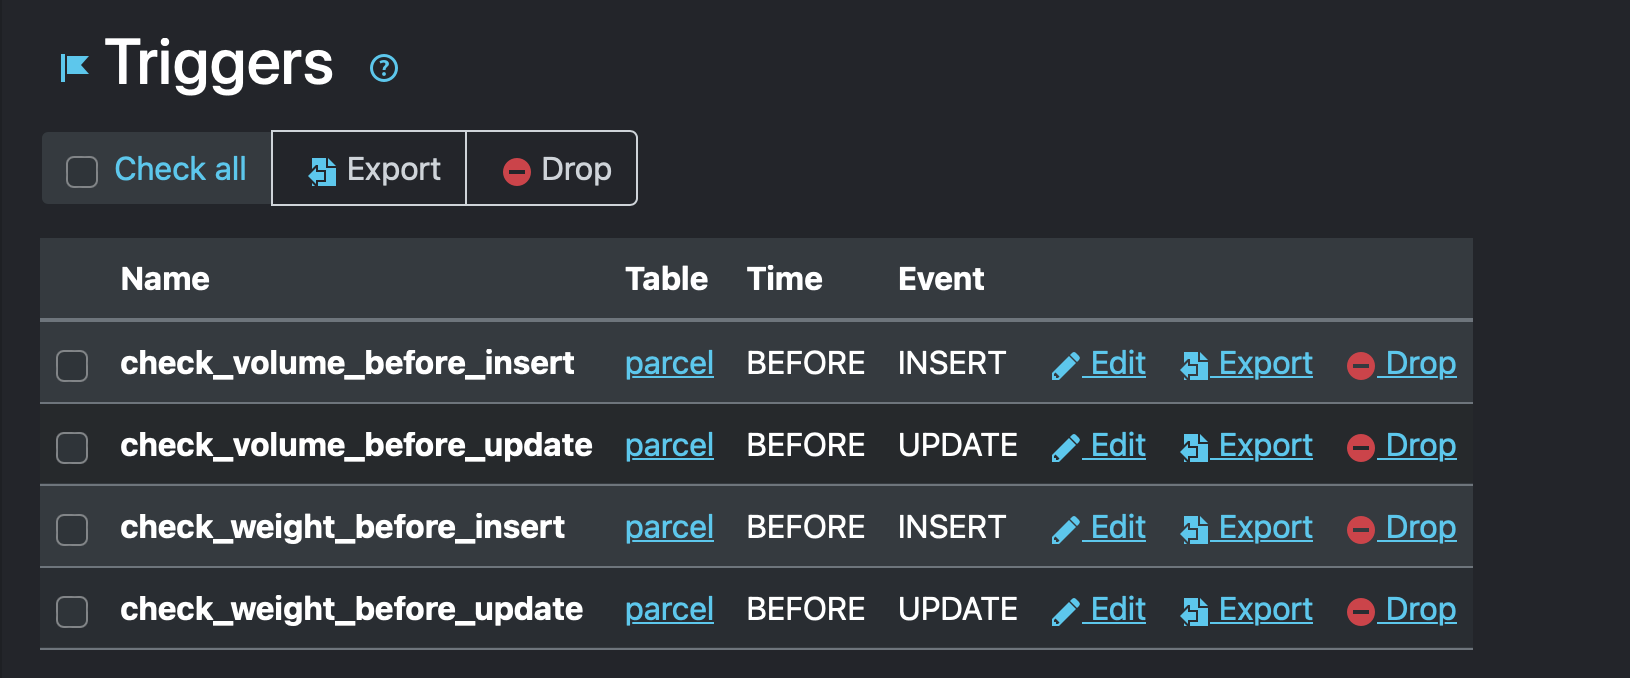 Triggers
Check all Export Drop
Name Table Time Event
check_volume_before_insert parcel BEFORE INSERT Edit Export Drop
check_volume_before_update parcel BEFORE UPDATE Edit Export Drop
check_weight_before_insert parcel BEFORE INSERT Edit Export Drop
check_weight_before_update parcel BEFORE UPDATE Edit Export Drop